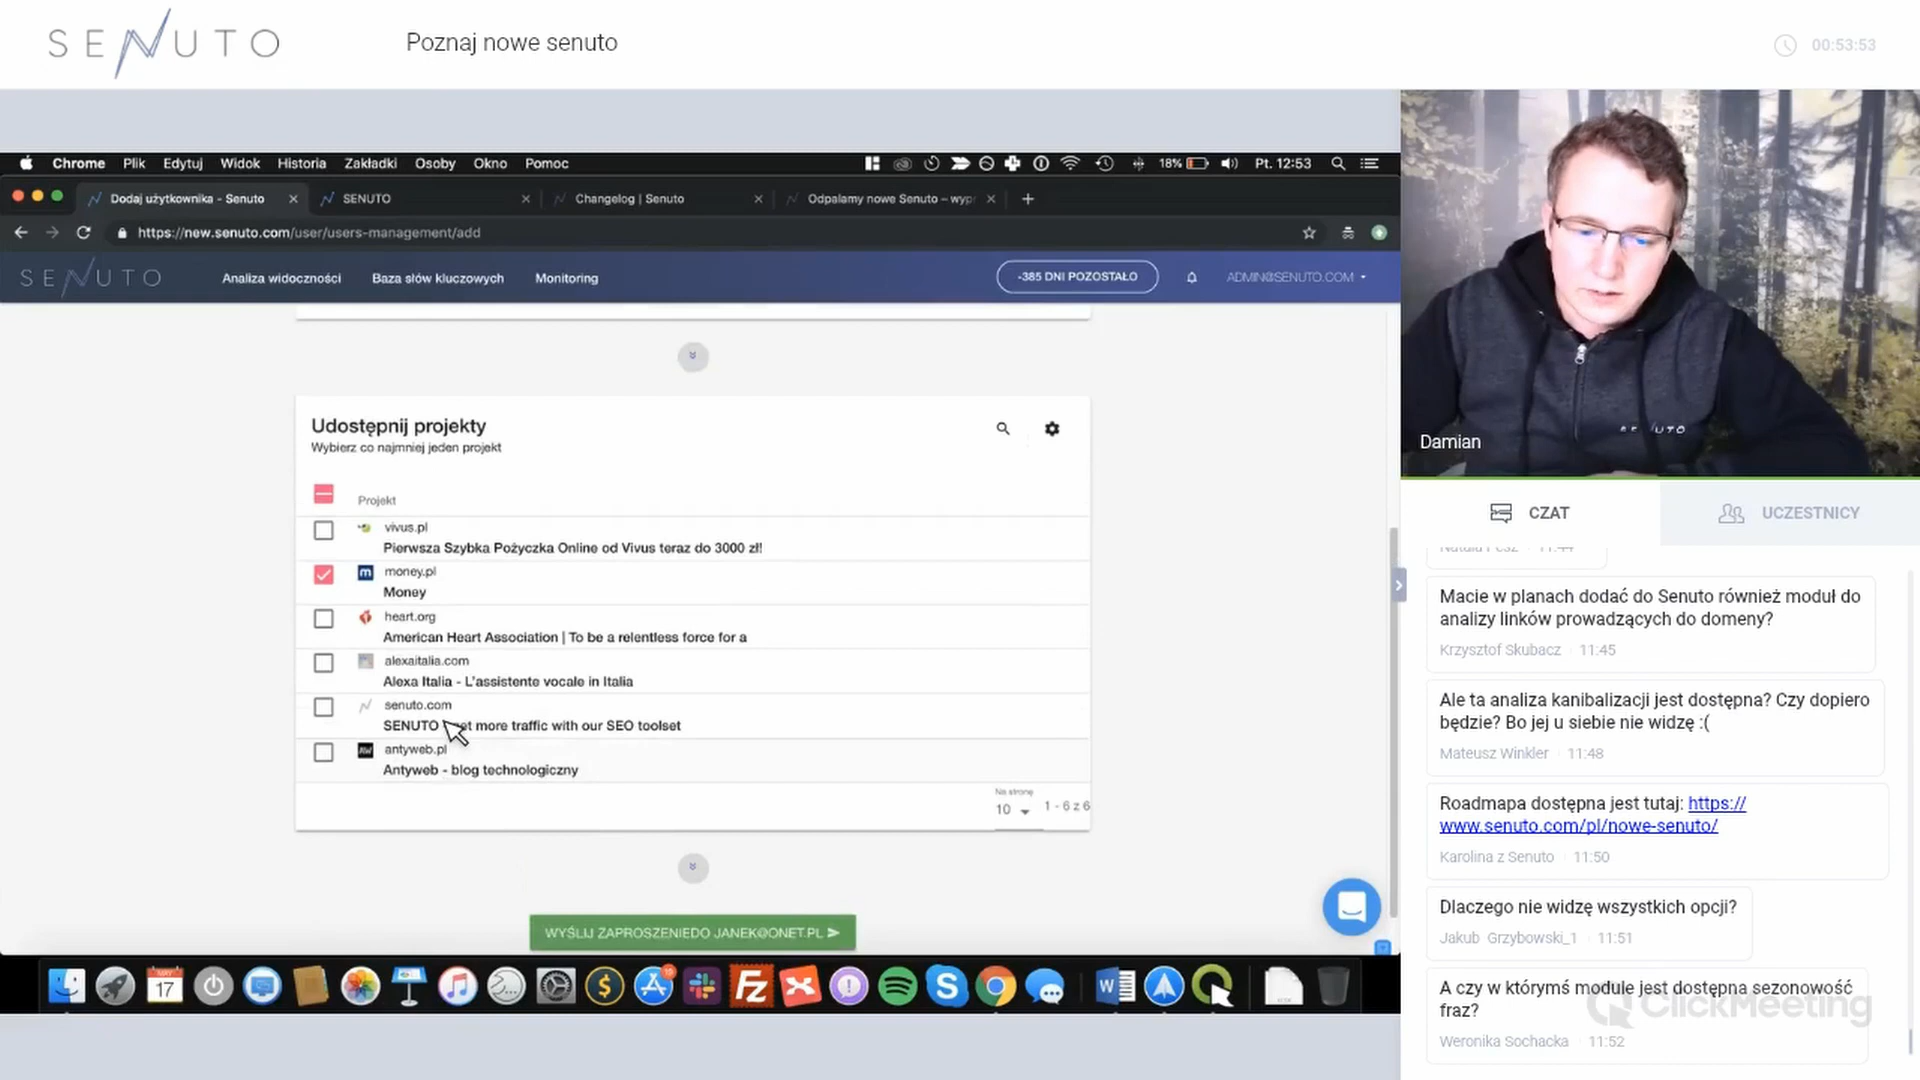 SENUTO
Poznaj nowe senuto
00:53:53
Chrome Plik Edytuj Widok Historia Zakładki Osoby Okno Pomoc
18% Pt. 12:53
Dodaj użytkownika - Senuto
SENUTO
Changelog | Senuto
Odpalamy nowe Senuto – wyp
https://new.senuto.com/user/users-management/add
SENUTO
Analiza widoczności
Baza słów kluczowych
Monitoring
-385 DNI POZOSTAŁO
ADMIN@SENUTO.COM
Udostępnij projekty
Wybierz co najmniej jeden projekt
Projekt
vivus.pl
Pierwsza Szybka Pożyczka Online od Vivus teraz do 3000 zł!
money.pl
Money
heart.org
American Heart Association | To be a relentless force for a
alexaitalia.com
Alexa Italia - L'assistente vocale in Italia
senuto.com
SENUTO get more traffic with our SEO toolset
antyweb.pl
Antyweb - blog technologiczny
Na stronę
10
1 - 6 z 6
WYŚLIJ ZAPROSZENIEDO JANEK@ONET.PL
MAY
17
Damian
SENUTO
CZAT
UCZESTNICY
11:44
Macie w planach dodać do Senuto również moduł do
analizy linków prowadzących do domeny?
Krzysztof Skubacz · 11:45
Ale ta analiza kanibalizacji jest dostępna? Czy dopiero
będzie? Bo jej u siebie nie widzę :(
Mateusz Winkler · 11:48
Roadmapa dostępna jest tutaj: https://
www.senuto.com/pl/nowe-senuto/
Karolina z Senuto · 11:50
Dlaczego nie widzę wszystkich opcji?
Jakub Grzybowski_1 · 11:51
A czy w którymś module jest dostępna sezonowość
fraz?
Weronika Sochacka · 11:52
ClickMeeting